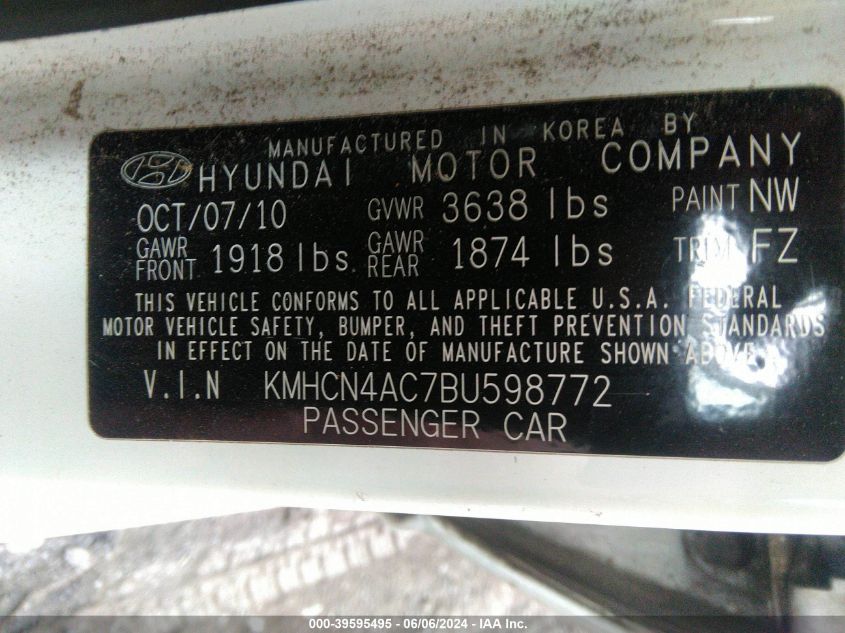 MANUFACTURED IN KOREA BY
HYUNDAI MOTOR COMPANY
OCT/07/10 GVWR 3638 lbs PAINT NW
GAWR FRONT 1918 lbs. GAWR REAR 1874 lbs TRIM FZ
THIS VEHICLE CONFORMS TO ALL APPLICABLE U.S.A. FEDERAL
MOTOR VEHICLE SAFETY, BUMPER, AND THEFT PREVENTION STANDARDS
IN EFFECT ON THE DATE OF MANUFACTURE SHOWN ABOVE
V.I.N KMHCN4AC7BU598772
PASSENGER CAR
000-39595495 - 06/06/2024 - IAA Inc.